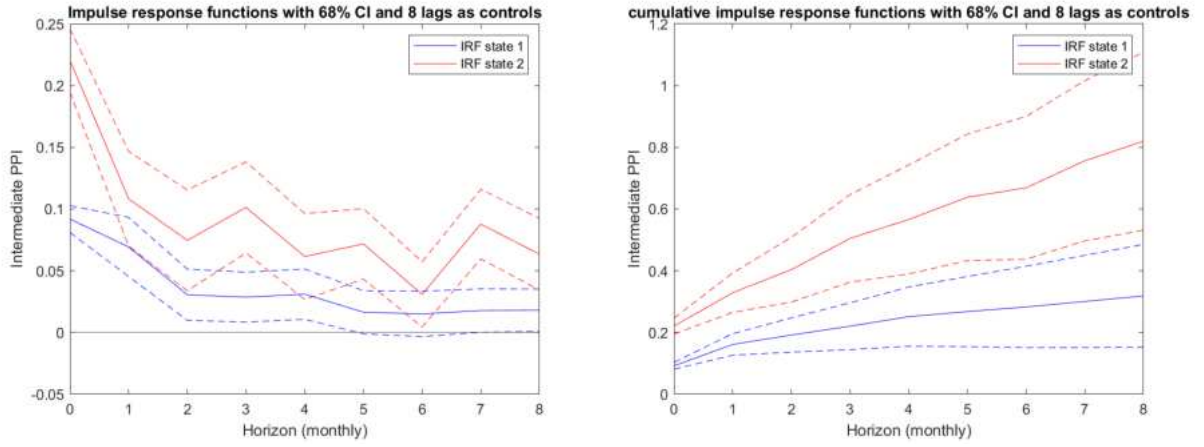 Impulse response functions with 68% CI and 8 lags as controls
0.25
0.2
0.15
0.1
0.05
0
-0.05
Intermediate PPI
IRF state 1
IRF state 2
0 1 2 3 4 5 6 7 8
Horizon (monthly)
cumulative impulse response functions with 68% CI and 8 lags as controls
1.2
1
0.8
0.6
0.4
0.2
0
Intermediate PPI
IRF state 1
IRF state 2
0 1 2 3 4 5 6 7 8
Horizon (monthly)